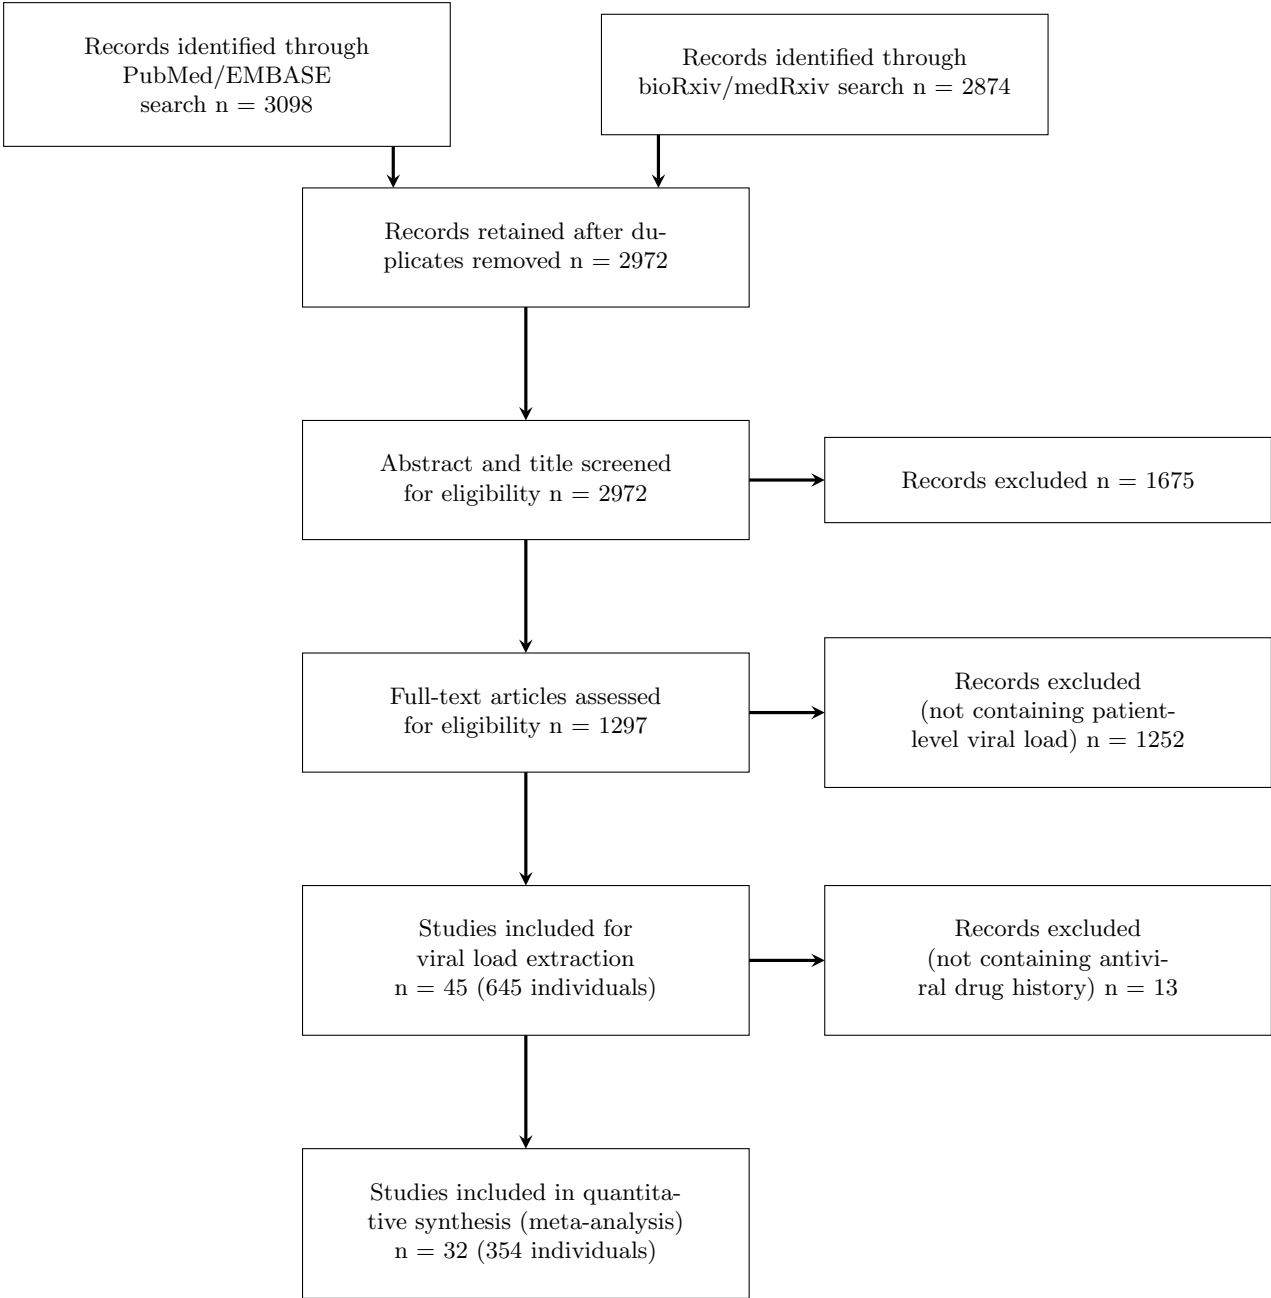 Records identified through
PubMed/EMBASE
search n = 3098
Records identified through
bioRxiv/medRxiv search n = 2874
Records retained after du-
plicates removed n = 2972
Abstract and title screened
for eligibility n = 2972
Records excluded n = 1675
Full-text articles assessed
for eligibility n = 1297
Records excluded
(not containing patient-
level viral load) n = 1252
Studies included for
viral load extraction
n = 45 (645 individuals)
Records excluded
(not containing antivi-
ral drug history) n = 13
Studies included in quantita-
tive synthesis (meta-analysis)
n = 32 (354 individuals)